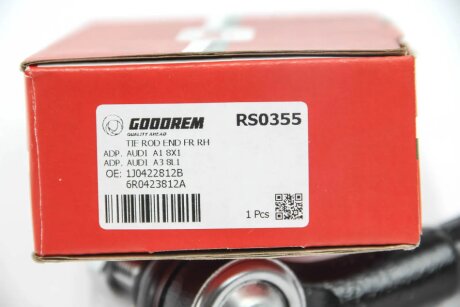 GOODREM
QUALITY AHEAD
RS0355
TIE ROD END FR RH
ADP. AUDI A1 8X1
ADP. AUDI A3 8L1
OE: 1J0422812B
6R0423812A
1 Pcs